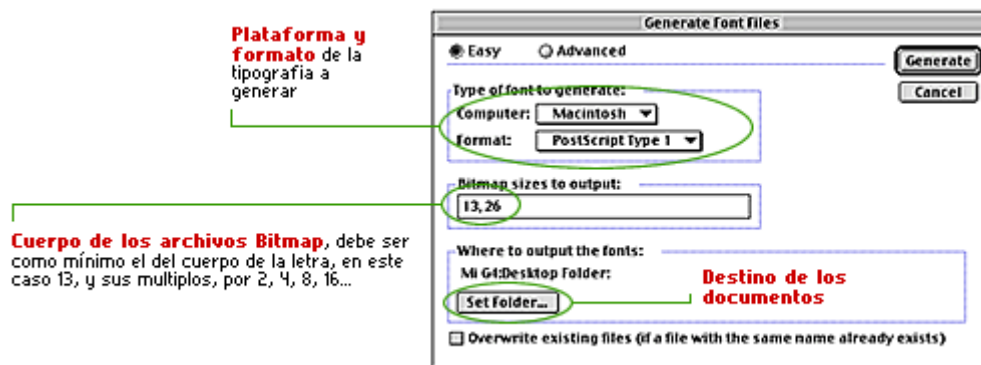 Plataforma y
formato de la
tipografia a
generar
Cuerpo de los archivos Bitmap, debe ser
como mínimo el del cuerpo de la letra, en este
caso 13, y sus multiplos, por 2, 4, 8, 16...
Generate Font Files
Easy Advanced
Generate
Cancel
Type of font to generate:
Computer: Macintosh
Format: PostScript Type 1
Bitmap sizes to output:
13, 26
Where to output the fonts:
Mi G4:Desktop Folder:
Set Folder...
Destino de los
documentos
Overwrite existing files (if a file with the same name already exists)